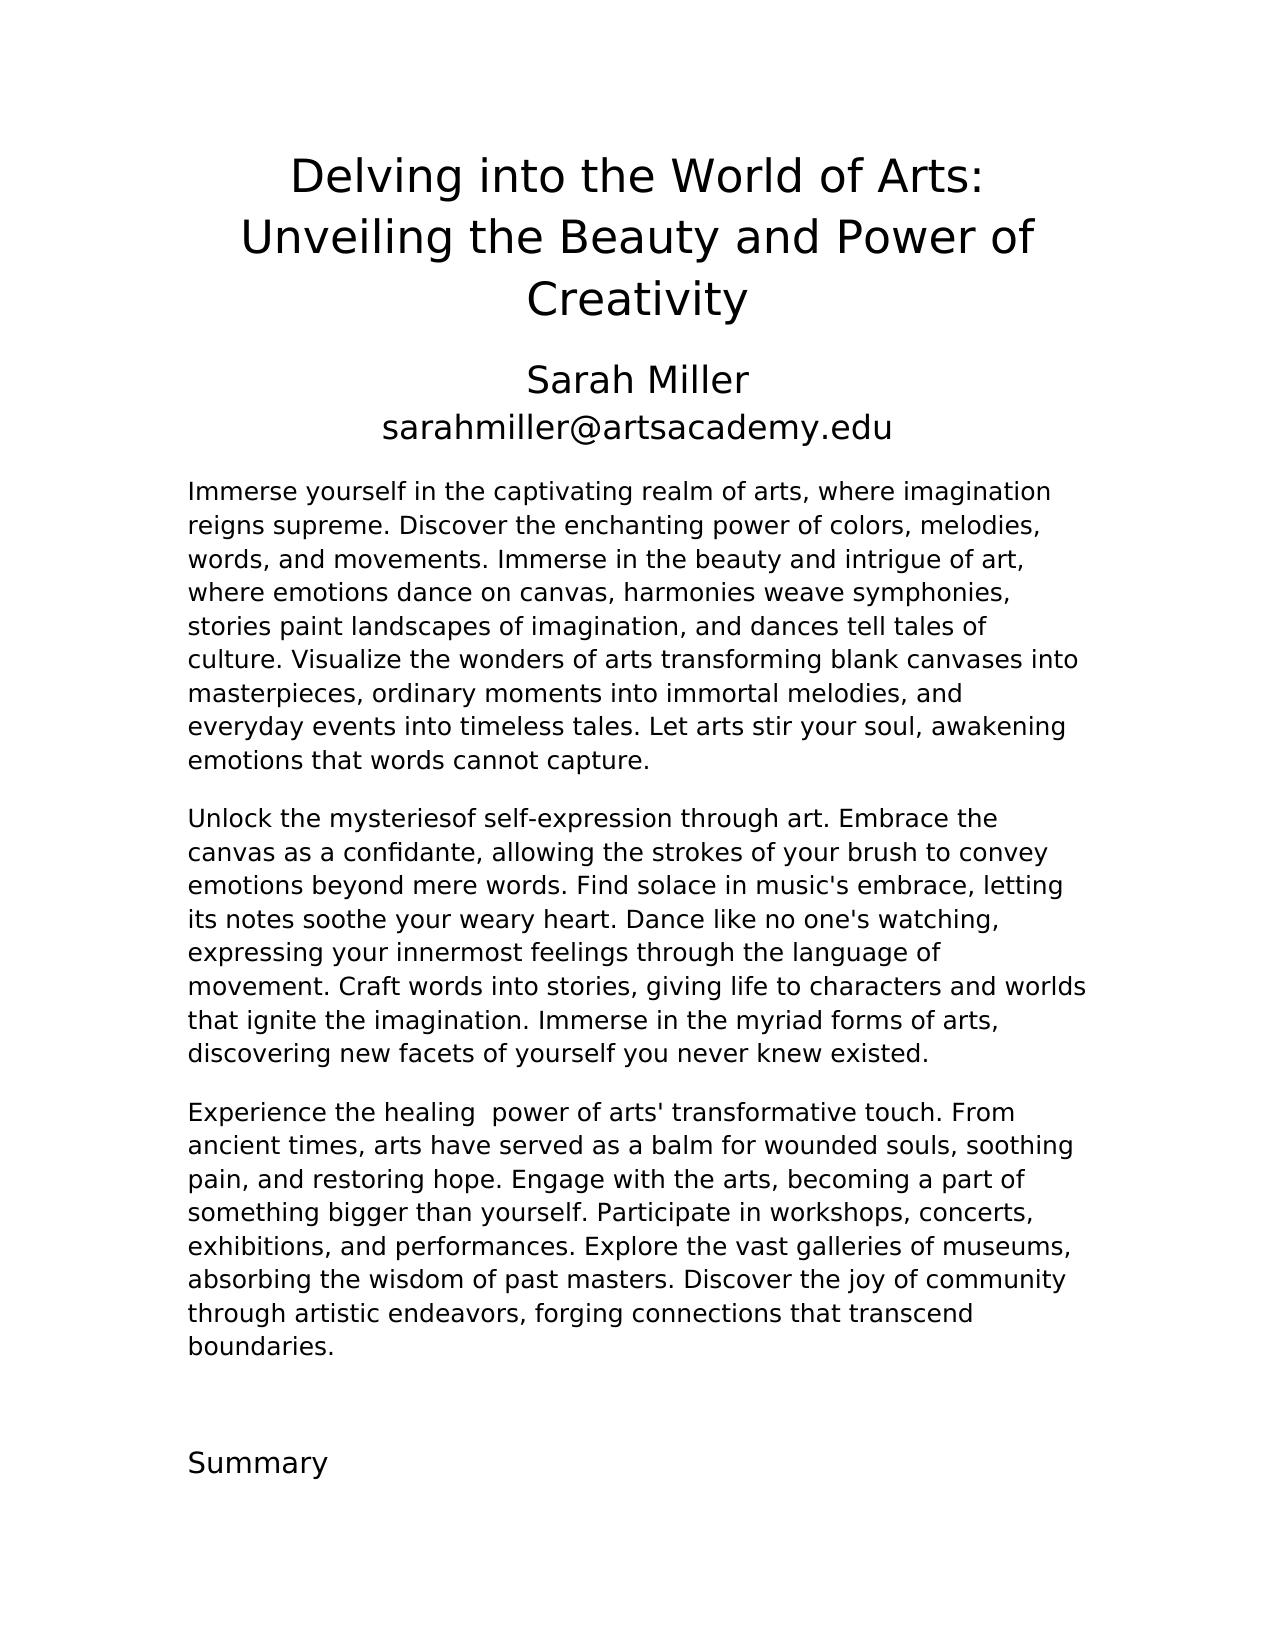 Delving into the World of Arts:
Unveiling the Beauty and Power of
Creativity
Sarah Miller
sarahmiller@artsacademy.edu
Immerse yourself in the captivating realm of arts, where imagination
reigns supreme. Discover the enchanting power of colors, melodies,
words, and movements. Immerse in the beauty and intrigue of art,
where emotions dance on canvas, harmonies weave symphonies,
stories paint landscapes of imagination, and dances tell tales of
culture. Visualize the wonders of arts transforming blank canvases into
masterpieces, ordinary moments into immortal melodies, and
everyday events into timeless tales. Let arts stir your soul, awakening
emotions that words cannot capture.
Unlock the mysteriesof self-expression through art. Embrace the
canvas as a confidante, allowing the strokes of your brush to convey
emotions beyond mere words. Find solace in music's embrace, letting
its notes soothe your weary heart. Dance like no one's watching,
expressing your innermost feelings through the language of
movement. Craft words into stories, giving life to characters and worlds
that ignite the imagination. Immerse in the myriad forms of arts,
discovering new facets of yourself you never knew existed.
Experience the healing  power of arts' transformative touch. From
ancient times, arts have served as a balm for wounded souls, soothing
pain, and restoring hope. Engage with the arts, becoming a part of
something bigger than yourself. Participate in workshops, concerts,
exhibitions, and performances. Explore the vast galleries of museums,
absorbing the wisdom of past masters. Discover the joy of community
through artistic endeavors, forging connections that transcend
boundaries.
Summary